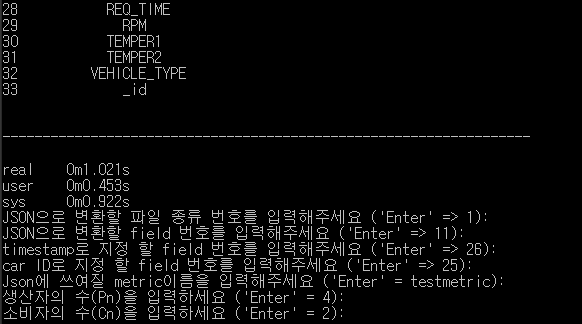 28 REQ_TIME
29 RPM
30 TEMPER1
31 TEMPER2
32 VEHICLE_TYPE
33 _id
------------------------------------------------------------------
real 0m1.021s
user 0m0.453s
sys 0m0.922s
JSON으로 변환할 파일 종류 번호를 입력해주세요 ('Enter' => 1):
JSON으로 변환할 field 번호를 입력해주세요 ('Enter' => 11):
timestamp로 지정 할 field 번호를 입력해주세요 ('Enter' => 26):
car ID로 지정 할 field 번호를 입력해주세요 ('Enter' => 25):
Json에 쓰여질 metric이름을 입력해주세요 ('Enter' = testmetric):
생산자의 수(Pn)을 입력하세요 ('Enter' = 4):
소비자의 수(Cn)을 입력하세요 ('Enter' = 2):